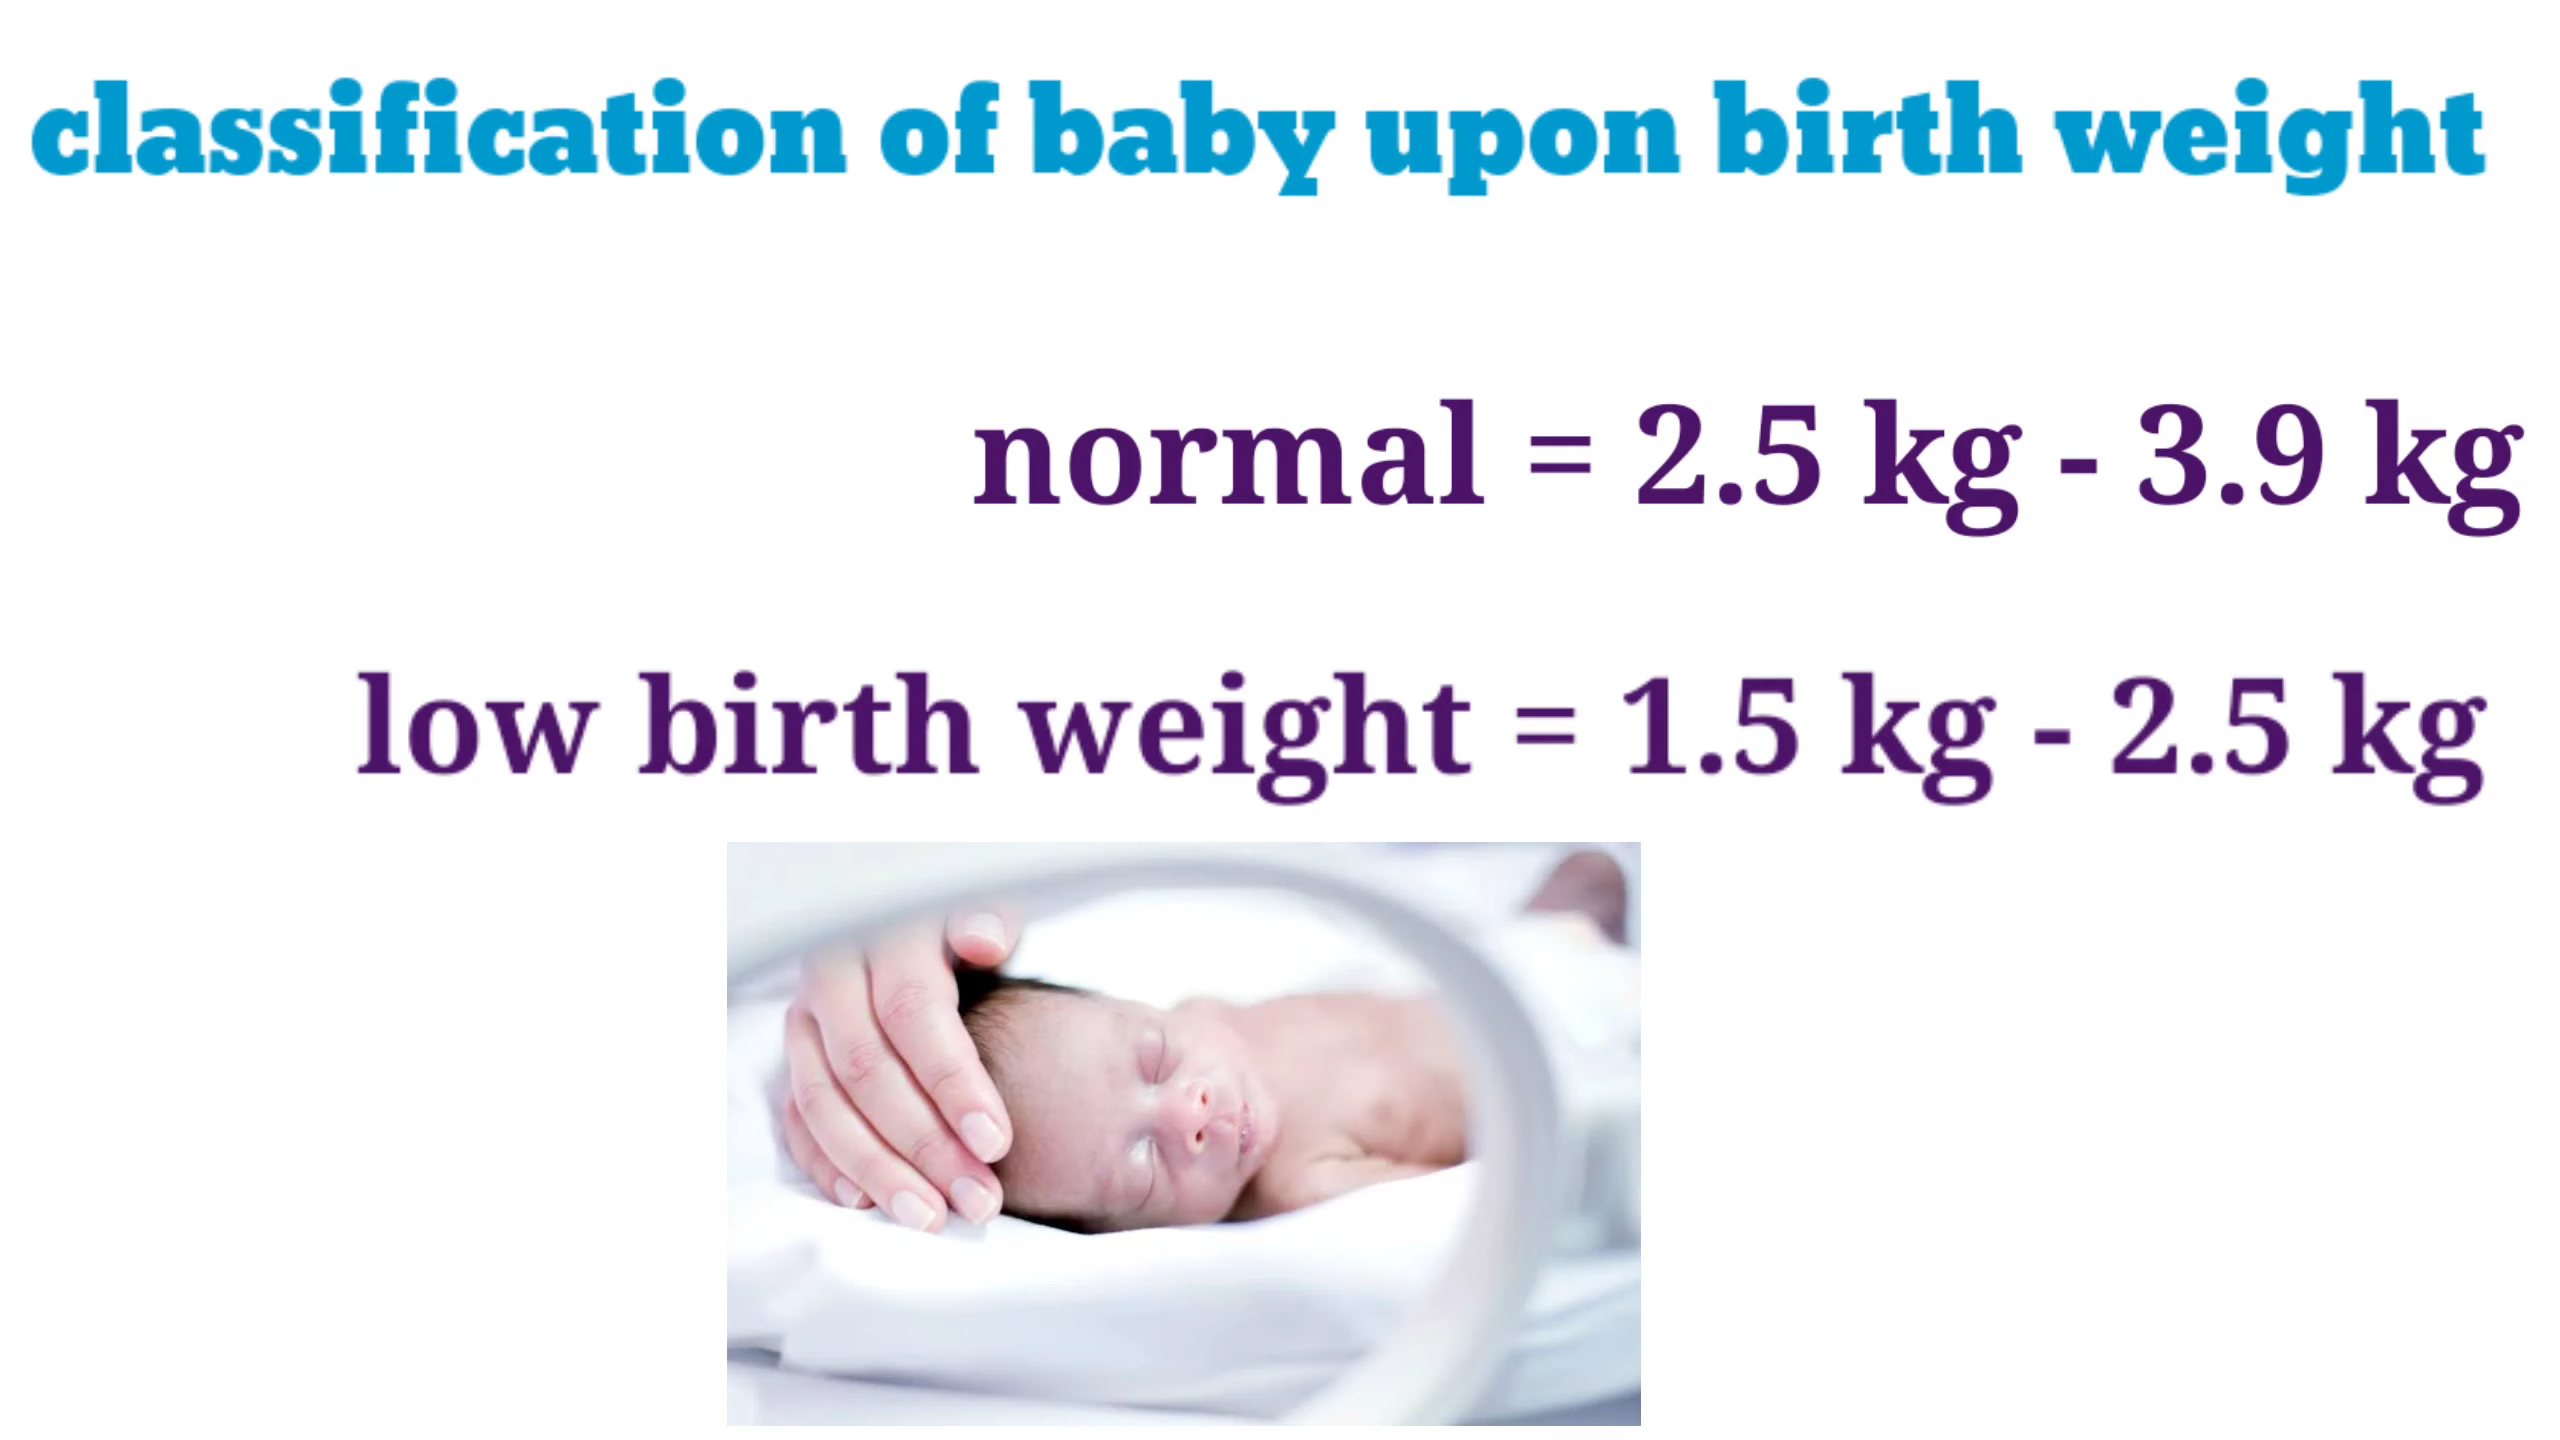 classification of baby upon birth weight
normal = 2.5 kg - 3.9 kg
low birth weight = 1.5 kg - 2.5 kg